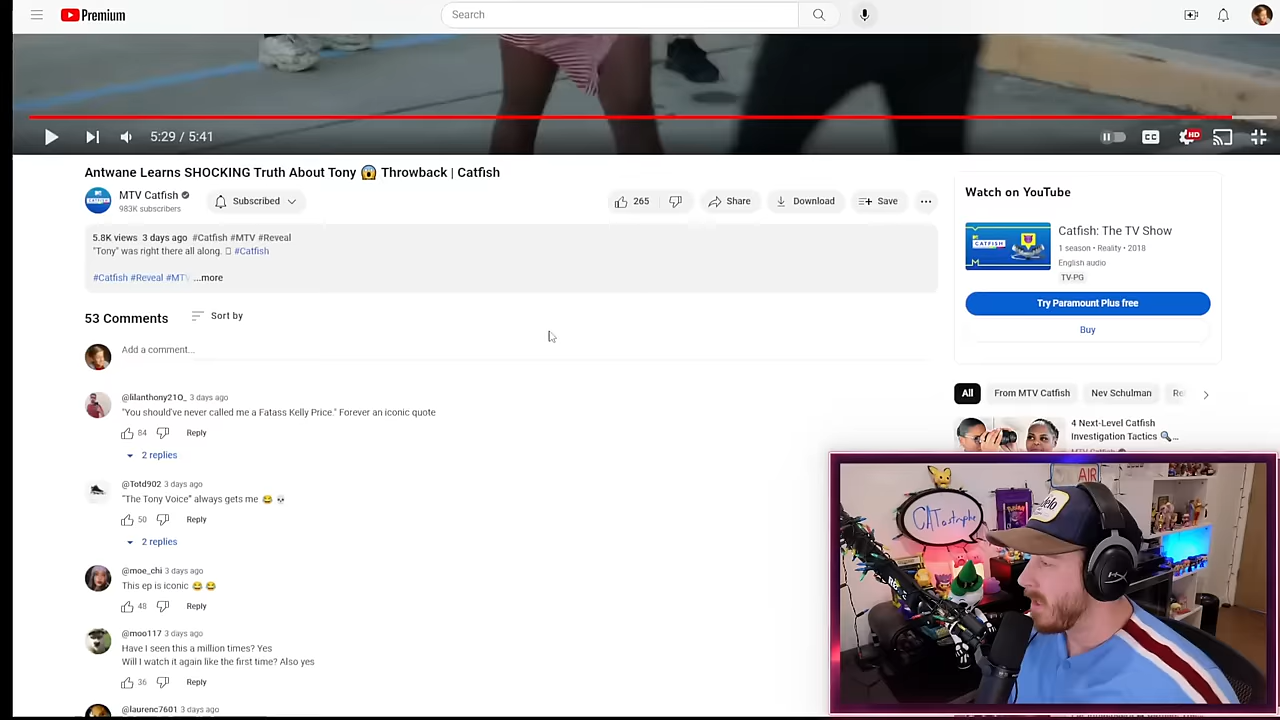 Premium
Search
5:29 / 5:41
CC
HD
Antwane Learns SHOCKING Truth About Tony 😱 Throwback | Catfish
MTV Catfish
983K subscribers
Subscribed
265
Share
Download
Save
5.8K views 3 days ago #Catfish #MTV #Reveal
"Tony" was right there all along. #Catfish
#Catfish #Reveal #MTV ...more
53 Comments
Sort by
Add a comment...
@lilanthony21O_ 3 days ago
"You should've never called me a Fatass Kelly Price." Forever an iconic quote
84
Reply
2 replies
@Totd902 3 days ago
"The Tony Voice" always gets me 😂 💀
50
Reply
2 replies
@moe_chi 3 days ago
This ep is iconic 😂 😂
48
Reply
@moo117 3 days ago
Have I seen this a million times? Yes
Will I watch it again like the first time? Also yes
36
Reply
@laurenc7601 3 days ago
Watch on YouTube
CATFISH
Catfish: The TV Show
1 season • Reality • 2018
English audio
TV-PG
Try Paramount Plus free
Buy
All
From MTV Catfish
Nev Schulman
4 Next-Level Catfish
Investigation Tactics 🔍...
MTV Catfish
AIR
CATastrophe